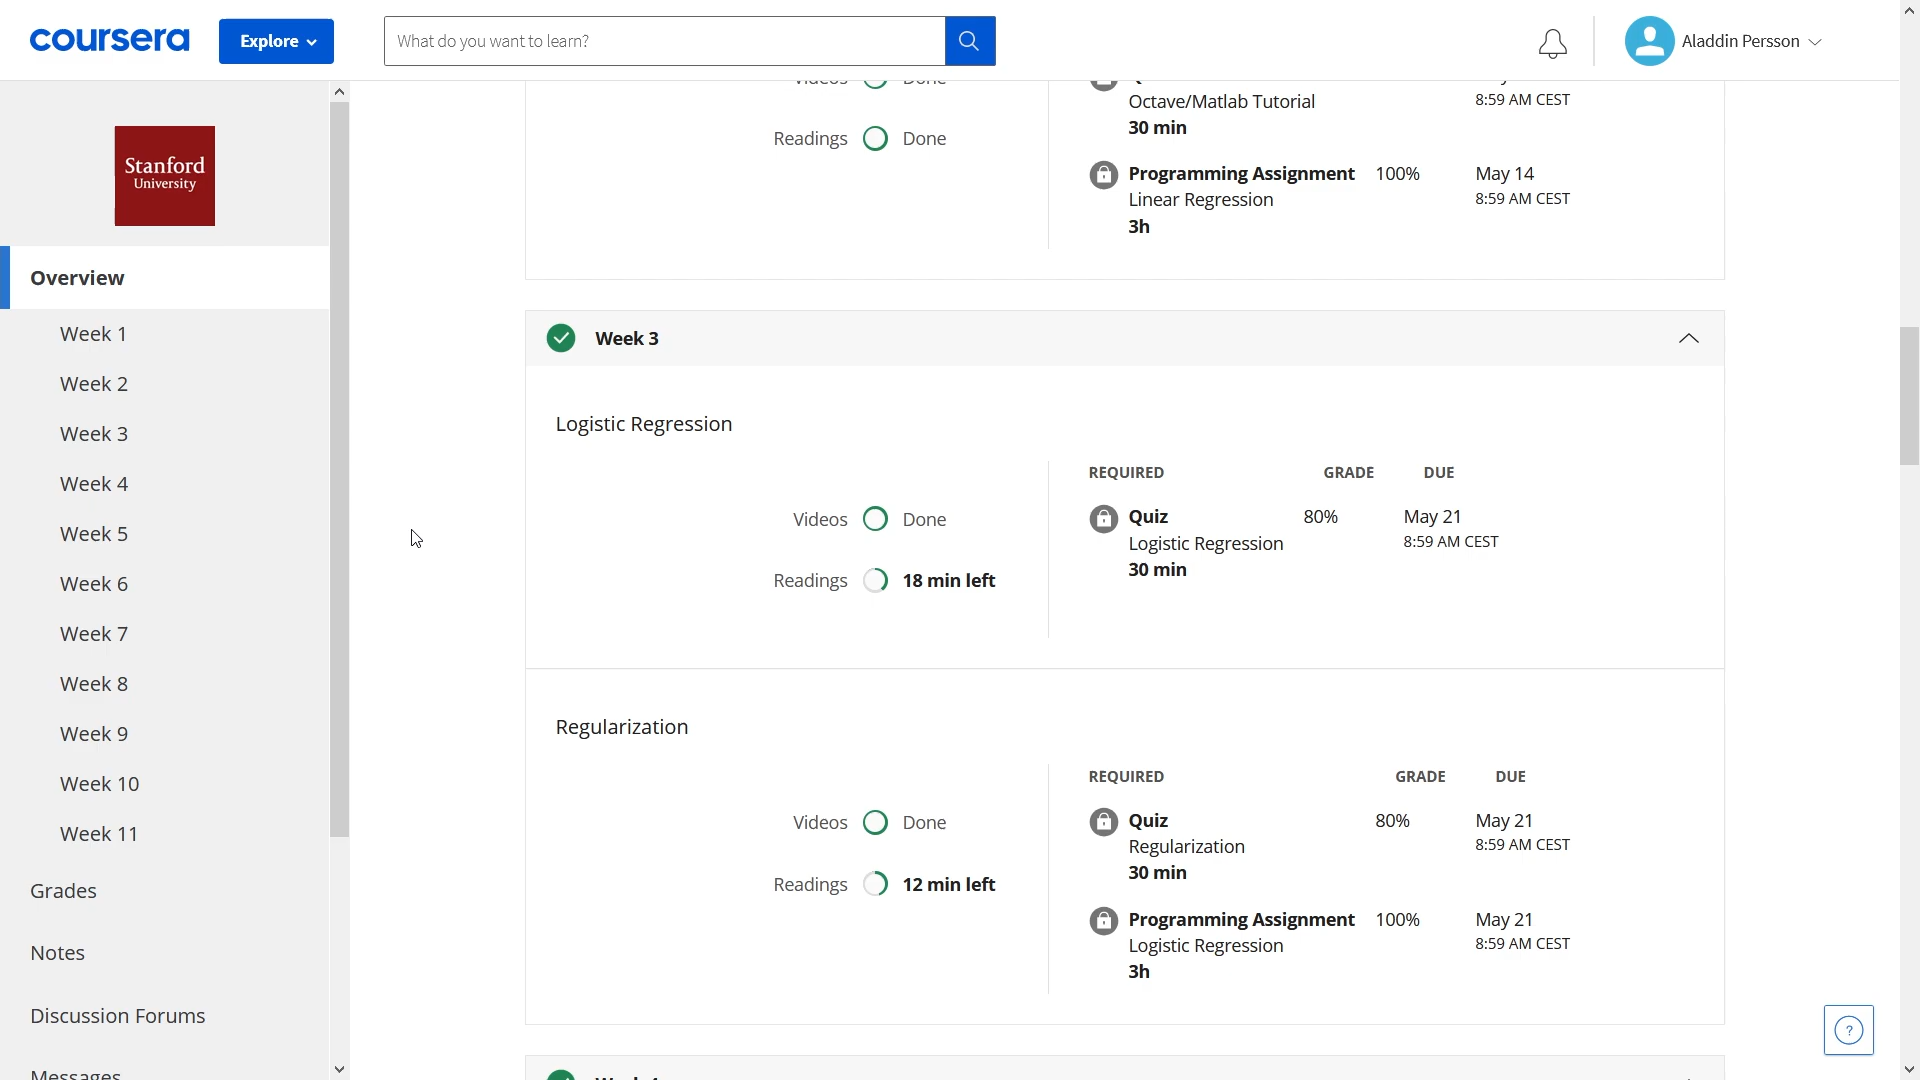 coursera
Explore
What do you want to learn?
Aladdin Persson
Stanford
University
Overview
Week 1
Week 2
Week 3
Week 4
Week 5
Week 6
Week 7
Week 8
Week 9
Week 10
Week 11
Grades
Notes
Discussion Forums
Messages
Videos Done
Octave/Matlab Tutorial
30 min
8:59 AM CEST
Readings Done
Programming Assignment 100% May 14
Linear Regression 8:59 AM CEST
3h
Week 3
Logistic Regression
REQUIRED GRADE DUE
Videos Done
Readings 18 min left
Quiz 80% May 21
Logistic Regression 8:59 AM CEST
30 min
Regularization
REQUIRED GRADE DUE
Videos Done
Readings 12 min left
Quiz 80% May 21
Regularization 8:59 AM CEST
30 min
Programming Assignment 100% May 21
Logistic Regression 8:59 AM CEST
3h
?